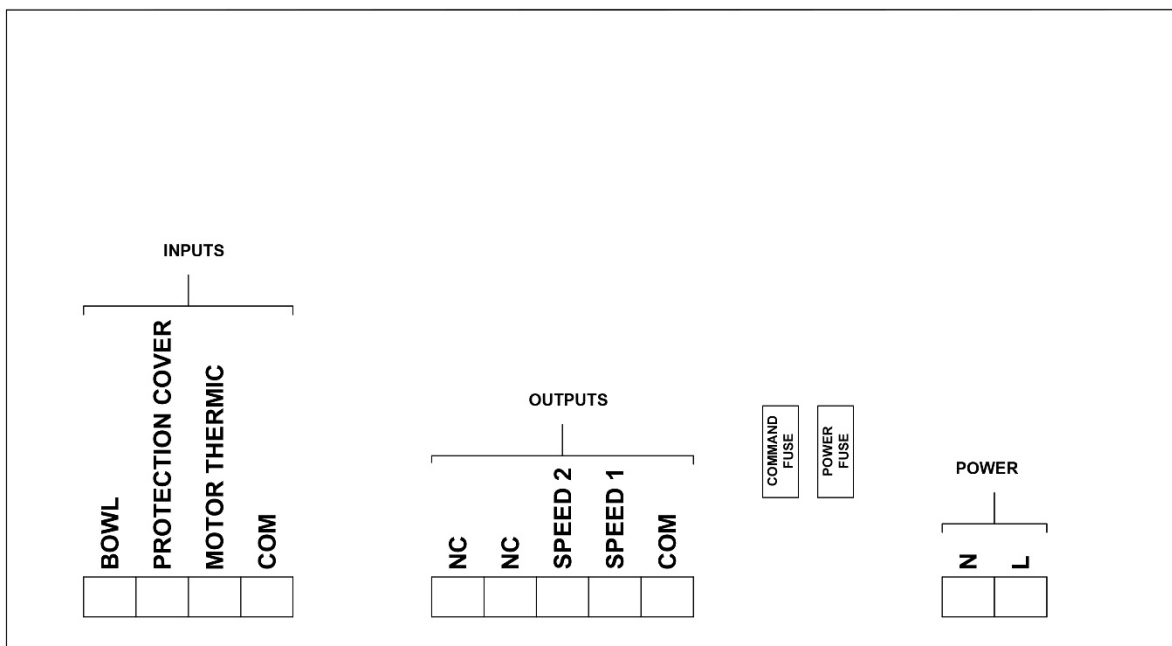 INPUTS
BOWL
PROTECTION COVER
MOTOR THERMIC
COM
OUTPUTS
NC
NC
SPEED 2
SPEED 1
COM
COMMAND
FUSE
POWER
FUSE
POWER
N
L